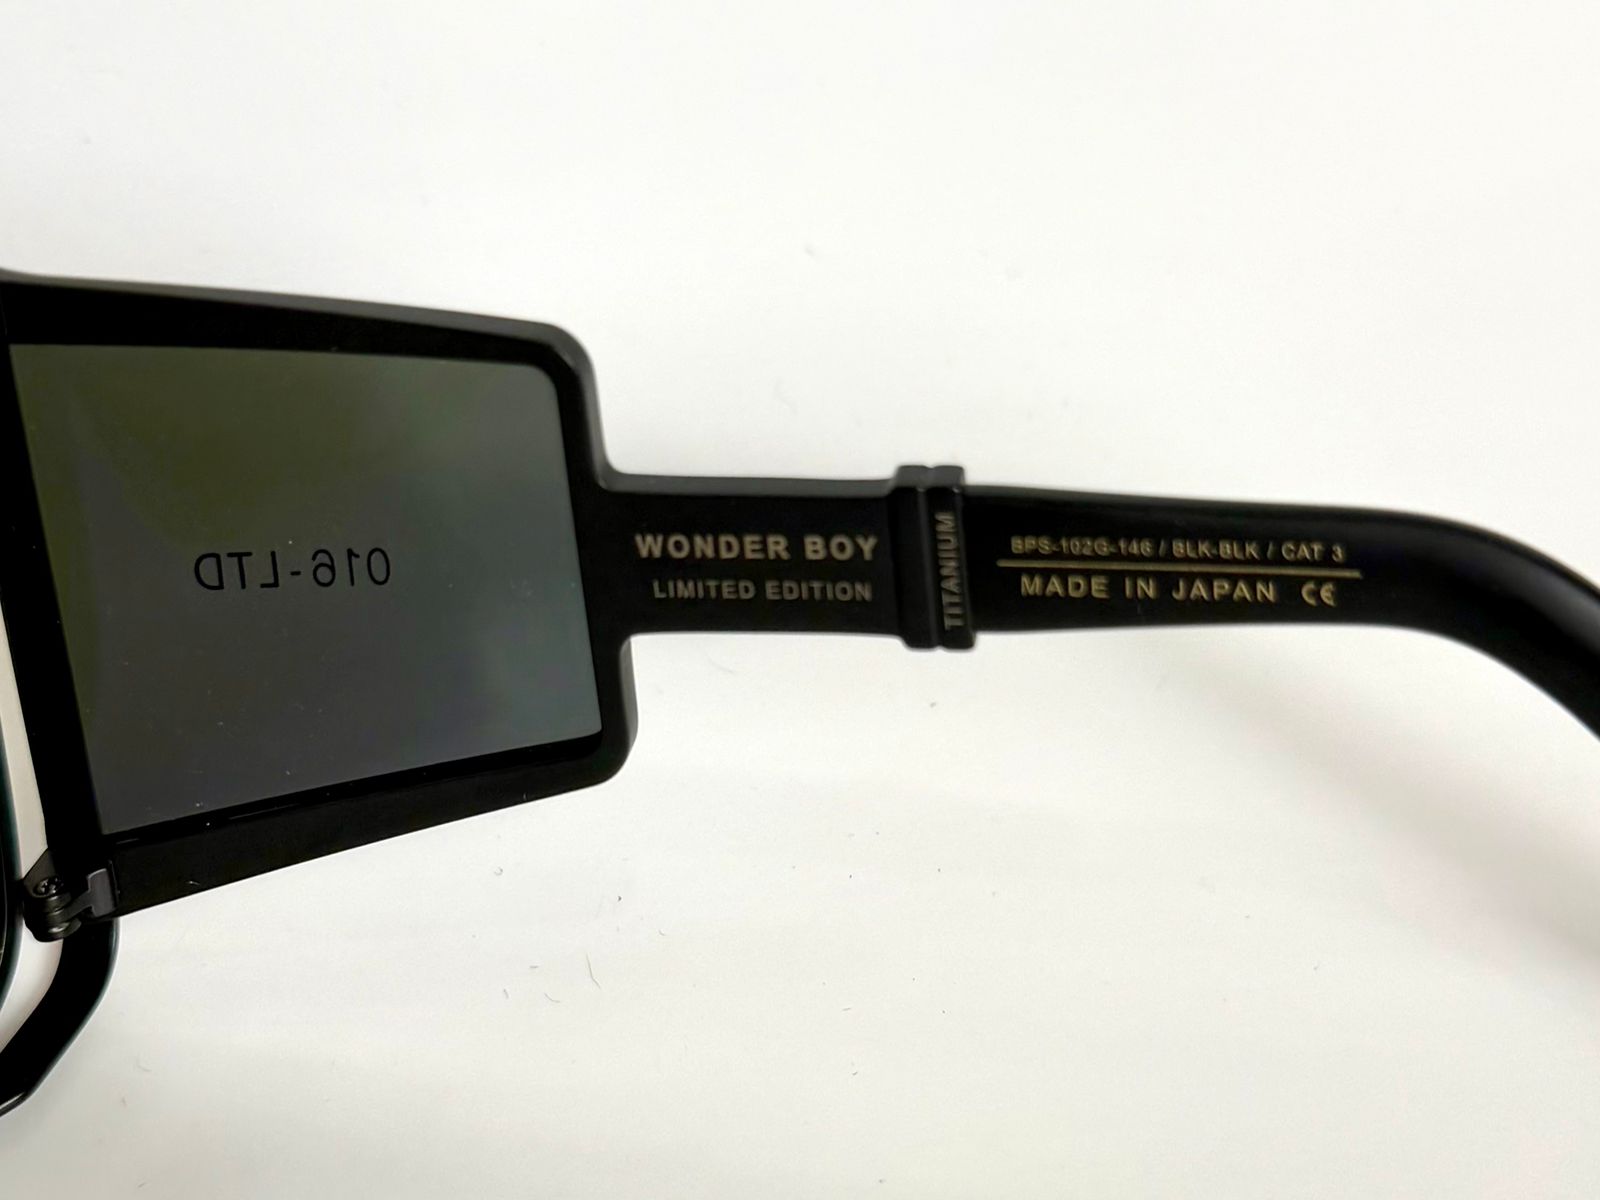 016-LTD
WONDER BOY
LIMITED EDITION
TITANIUM
BPS-102G-146 / BLK-BLK / CAT 3
MADE IN JAPAN CE